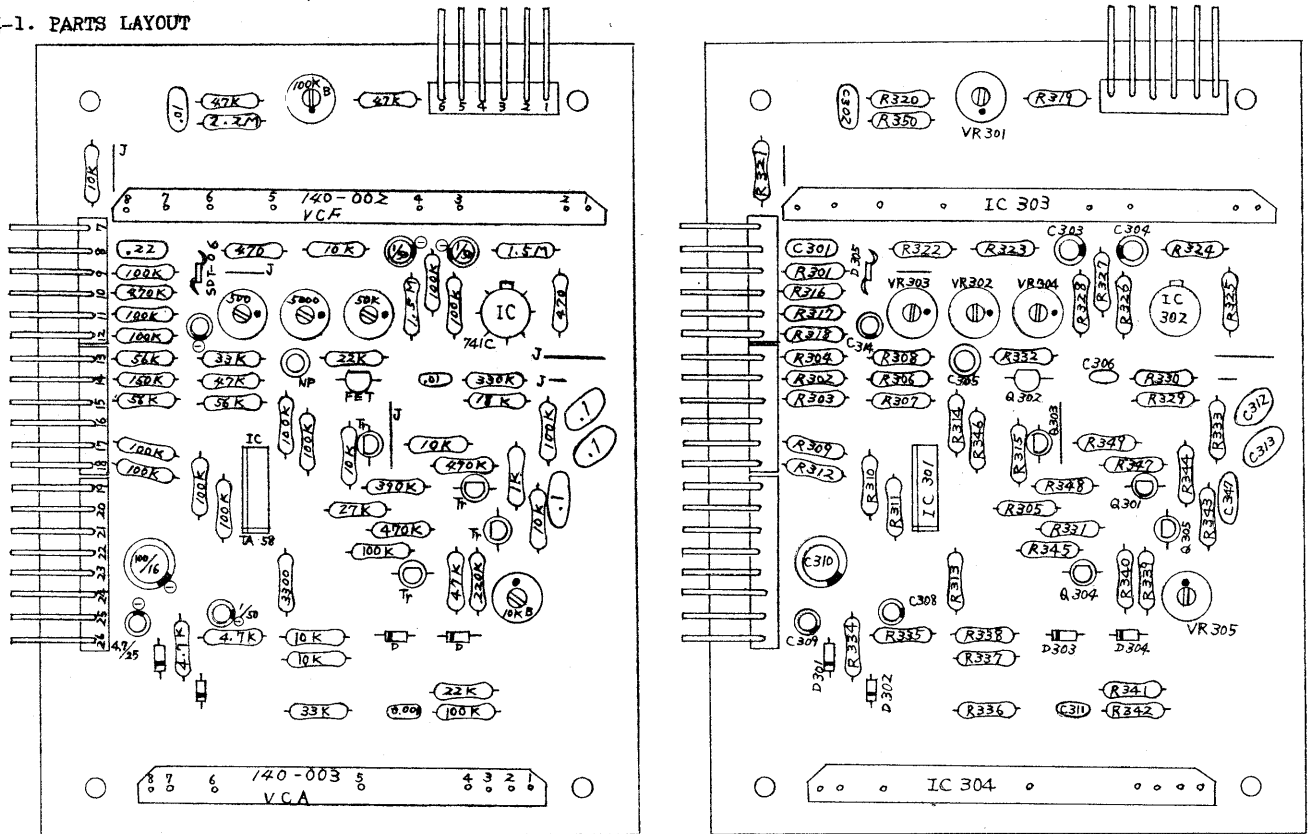 -1. PARTS LAYOUT
.01
47K
2.2M
100K B
47K
6 5 4 3 2 1
10K
J
8 7 6 5 140-002 4 3 2 1
VCF
7
8
9
10
11
12
13
14
15
16
17
18
19
20
21
22
23
24
25
26
.22
100K
470K
100K
100K
56K
150K
56K
100K
100K
SDT-06
470
10K
1.5M
J
500
5000
50K
1.5M
100K
100K
IC
741C
470
33K
47K
56K
NP
22K
FET
.01
330K
18K
J
J
.1
.1
.1
100K
100K
10K
Tr
J
10K
470K
390K
Tr
1K
100K
10K
100K
100K
IC
TA 58
27K
470K
100K
Tr
Tr
47K
220K
10K B
100/16
3300
1/50
4.7/25
4.7K
4.7K
10K
10K
D
D
22K
33K
0.001
100K
8 7 6 140-003 5 4 3 2 1
VCA
C302
R320
R350
VR301
R319
R321
IC 303
C301
R301
R316
R317
R318
R304
R302
R303
R309
R312
D305
R322
R323
C303
C304
R324
VR303
VR302
VR304
R328
R327
R326
IC 302
R325
C314
R308
R306
R307
C305
R332
Q302
C306
R330
R329
C312
C313
R333
R314
R346
R315
Q303
R349
R347
R348
Q301
R344
R343
C347
R310
R311
IC 301
R305
R331
R345
Q305
Q304
R340
R339
VR305
C310
R313
C308
C309
R334
R335
R338
R337
D303
D304
D301
D302
R341
R336
C311
R342
IC 304